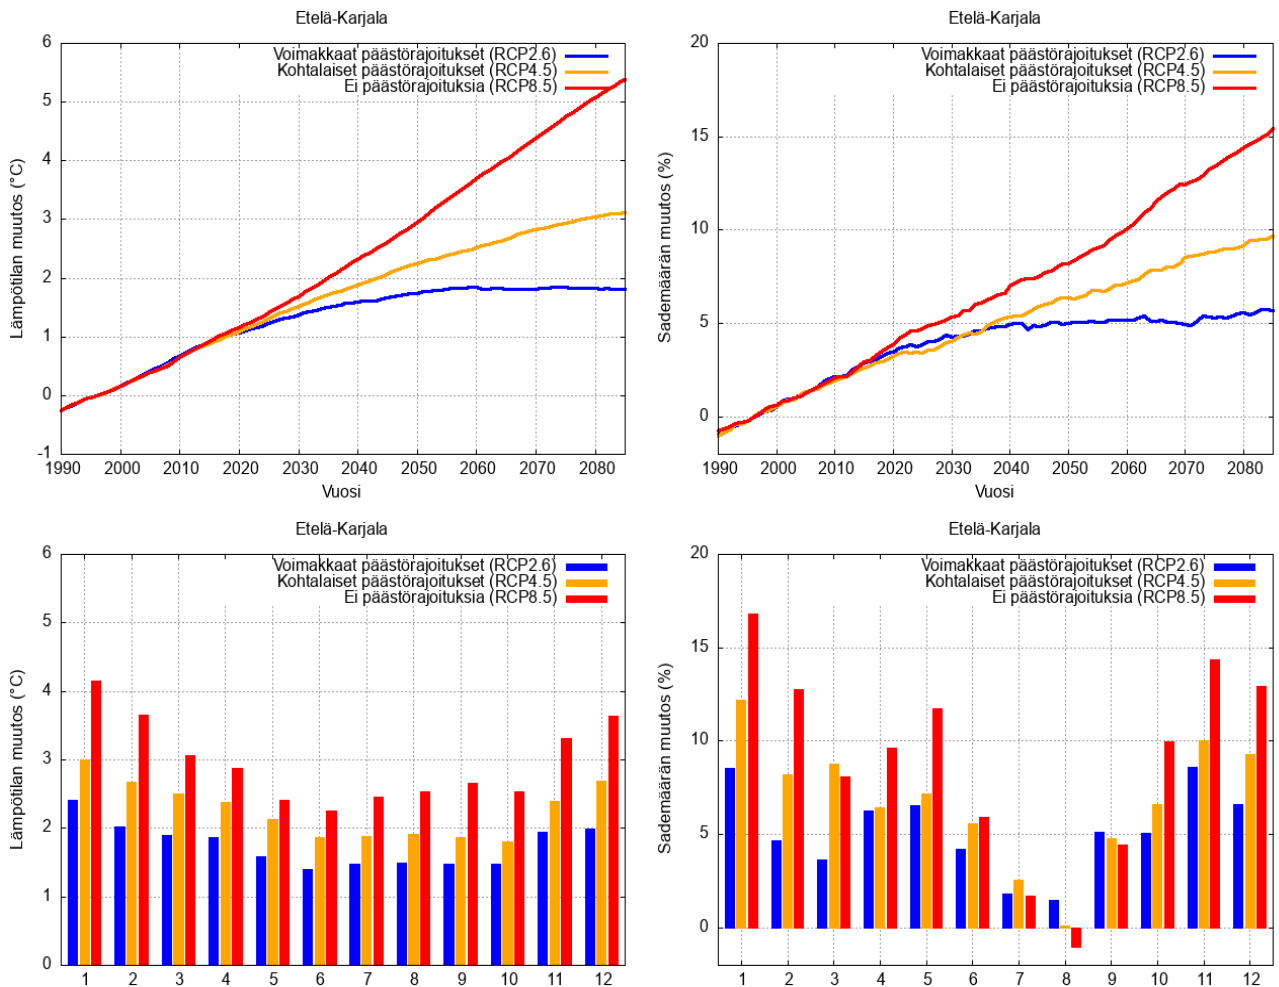 Etelä-Karjala
Voimakkaat päästörajoitukset (RCP2.6)
Kohtalaiset päästörajoitukset (RCP4.5)
Ei päästörajoituksia (RCP8.5)
Lämpötilan muutos (°C)
6
5
4
3
2
1
0
-1
1990 2000 2010 2020 2030 2040 2050 2060 2070 2080
Vuosi
Etelä-Karjala
Voimakkaat päästörajoitukset (RCP2.6)
Kohtalaiset päästörajoitukset (RCP4.5)
Ei päästörajoituksia (RCP8.5)
Sademäärän muutos (%)
20
15
10
5
0
1990 2000 2010 2020 2030 2040 2050 2060 2070 2080
Vuosi
Etelä-Karjala
Voimakkaat päästörajoitukset (RCP2.6)
Kohtalaiset päästörajoitukset (RCP4.5)
Ei päästörajoituksia (RCP8.5)
Lämpötilan muutos (°C)
6
5
4
3
2
1
0
1 2 3 4 5 6 7 8 9 10 11 12
Etelä-Karjala
Voimakkaat päästörajoitukset (RCP2.6)
Kohtalaiset päästörajoitukset (RCP4.5)
Ei päästörajoituksia (RCP8.5)
Sademäärän muutos (%)
20
15
10
5
0
1 2 3 4 5 6 7 8 9 10 11 12